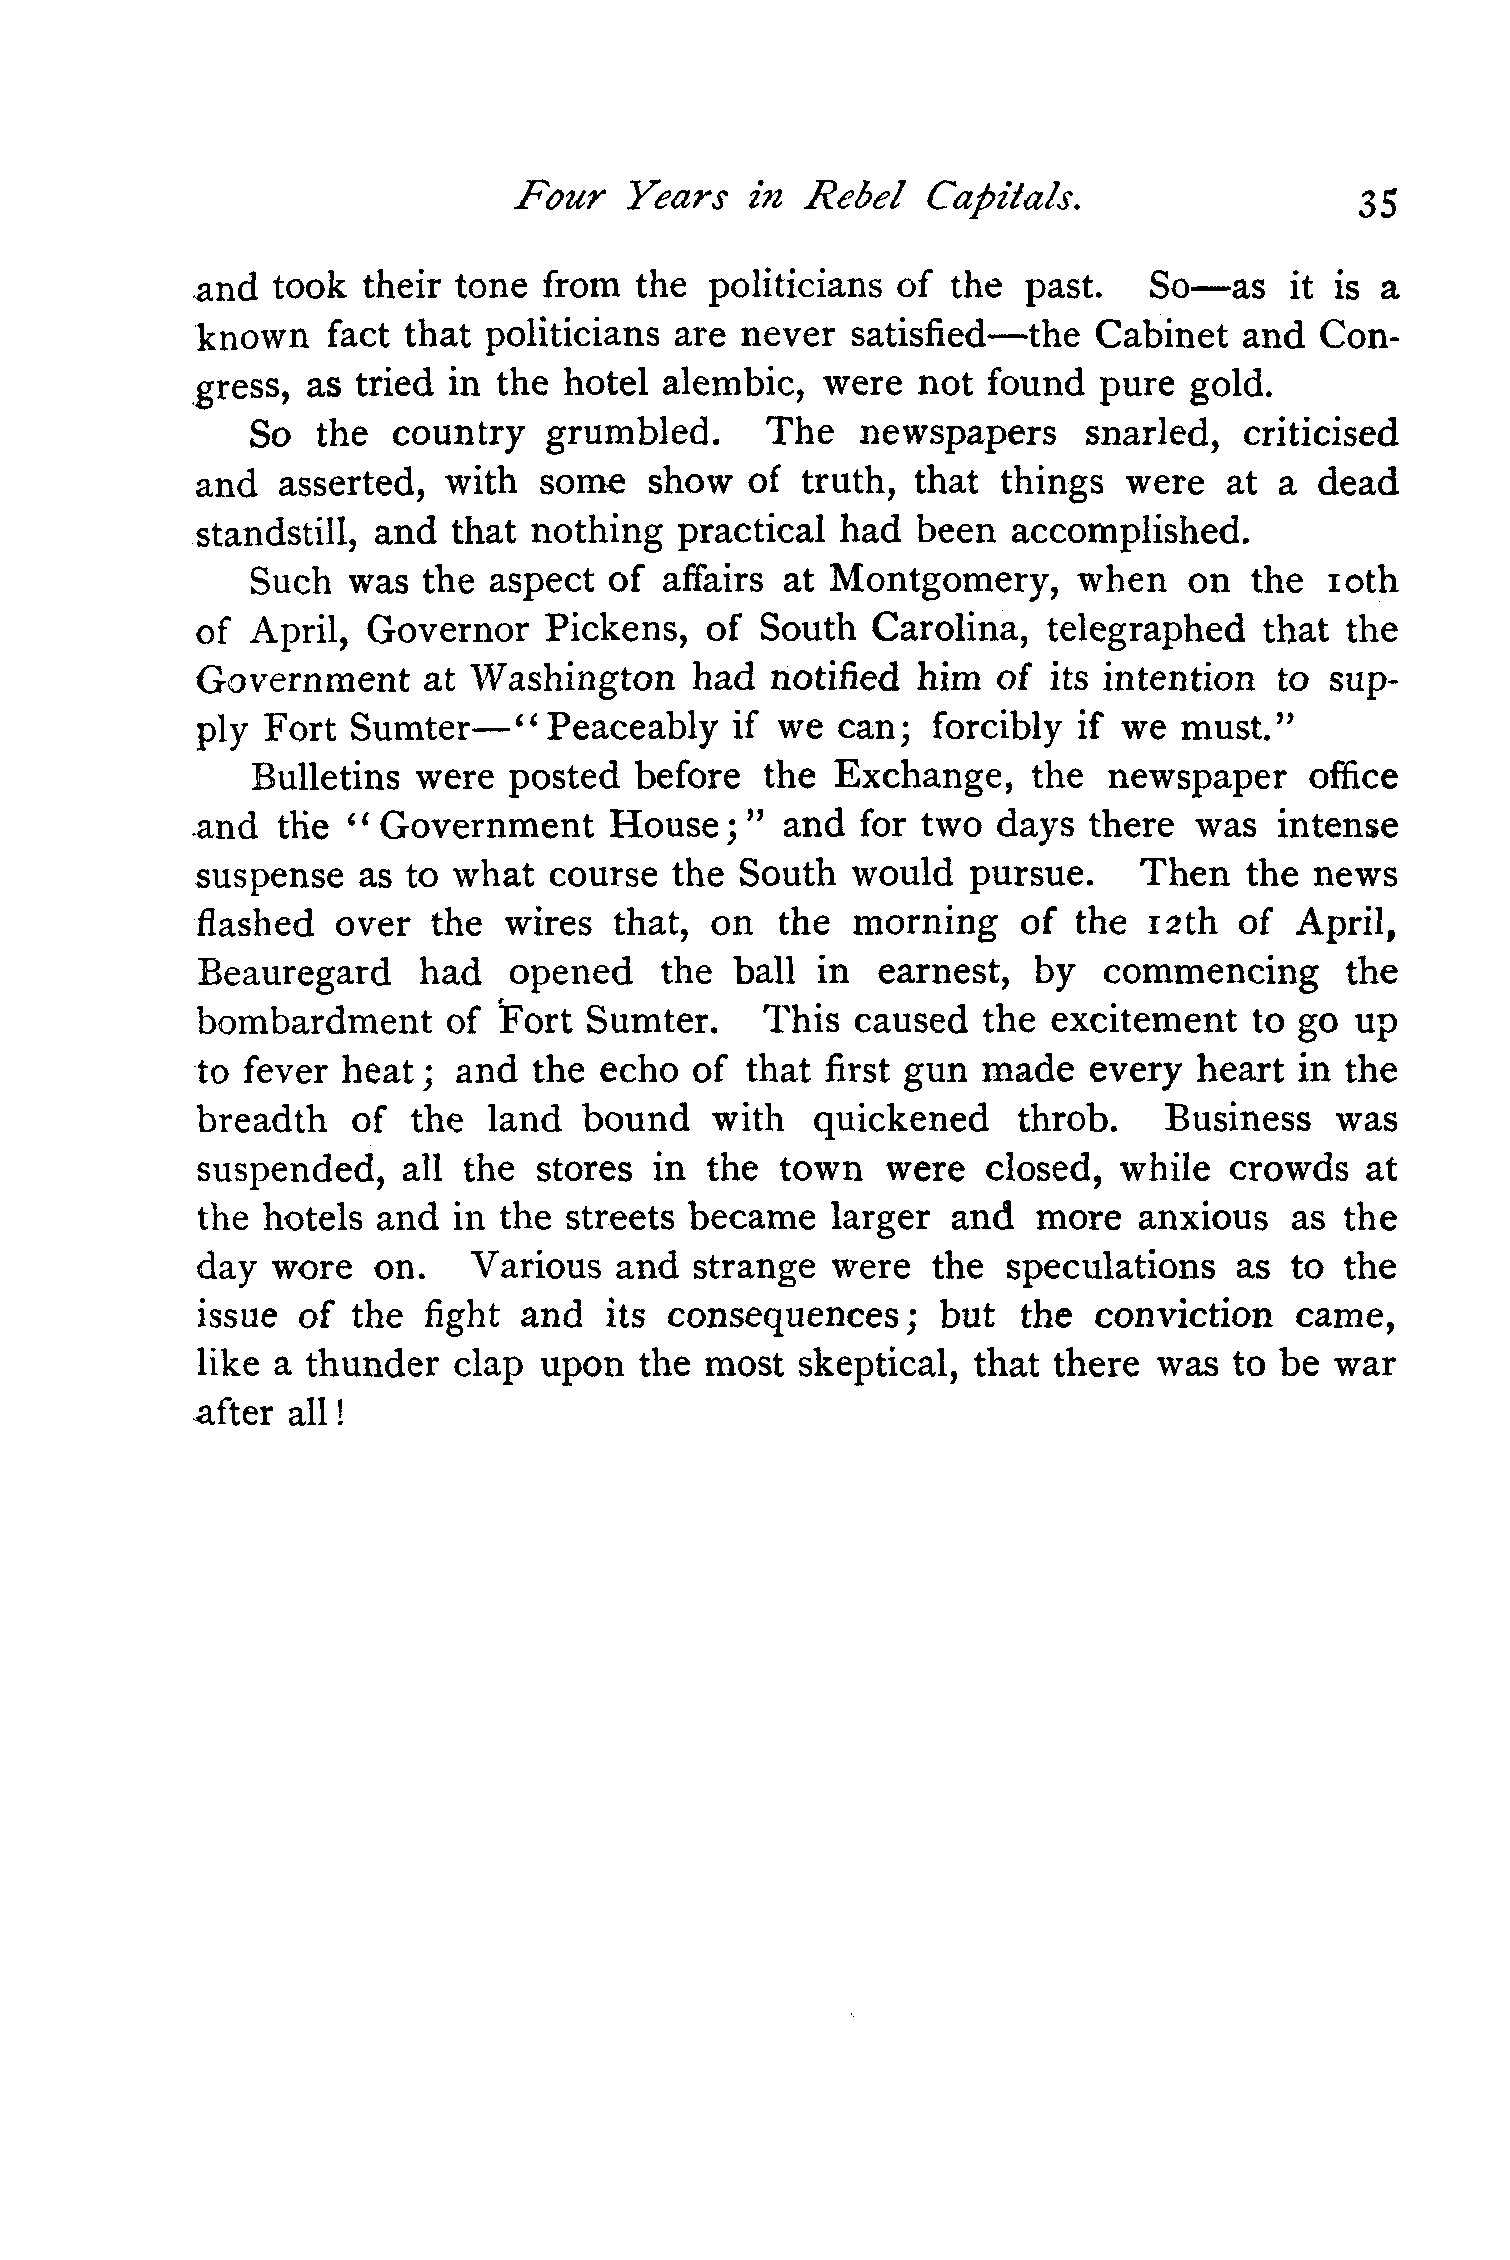 Four Years in Rebel Capitals. 35
and took their tone from the politicians of the past. So—as it is a
known fact that politicians are never satisfied—the Cabinet and Con-
gress, as tried in the hotel alembic, were not found pure gold.
So the country grumbled. The newspapers snarled, criticised
and asserted, with some show of truth, that things were at a dead
standstill, and that nothing practical had been accomplished.
Such was the aspect of affairs at Montgomery, when on the 10th
of April, Governor Pickens, of South Carolina, telegraphed that the
Government at Washington had notified him of its intention to sup-
ply Fort Sumter—“Peaceably if we can; forcibly if we must.”
Bulletins were posted before the Exchange, the newspaper office
and the “Government House;” and for two days there was intense
suspense as to what course the South would pursue. Then the news
flashed over the wires that, on the morning of the 12th of April,
Beauregard had opened the ball in earnest, by commencing the
bombardment of Fort Sumter. This caused the excitement to go up
to fever heat; and the echo of that first gun made every heart in the
breadth of the land bound with quickened throb. Business was
suspended, all the stores in the town were closed, while crowds at
the hotels and in the streets became larger and more anxious as the
day wore on. Various and strange were the speculations as to the
issue of the fight and its consequences; but the conviction came,
like a thunder clap upon the most skeptical, that there was to be war
after all!